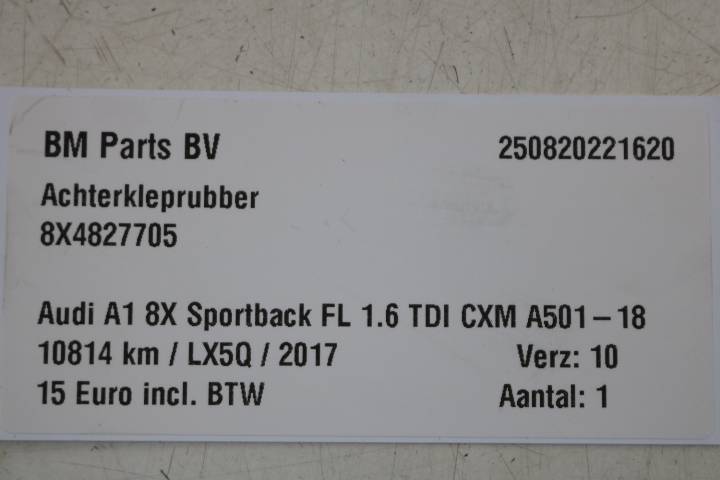 BM Parts BV 250820221620
Achterkleprubber
8X4827705
Audi A1 8X Sportback FL 1.6 TDI CXM A501-18
10814 km / LX5Q / 2017 Verz: 10
15 Euro incl. BTW Aantal: 1